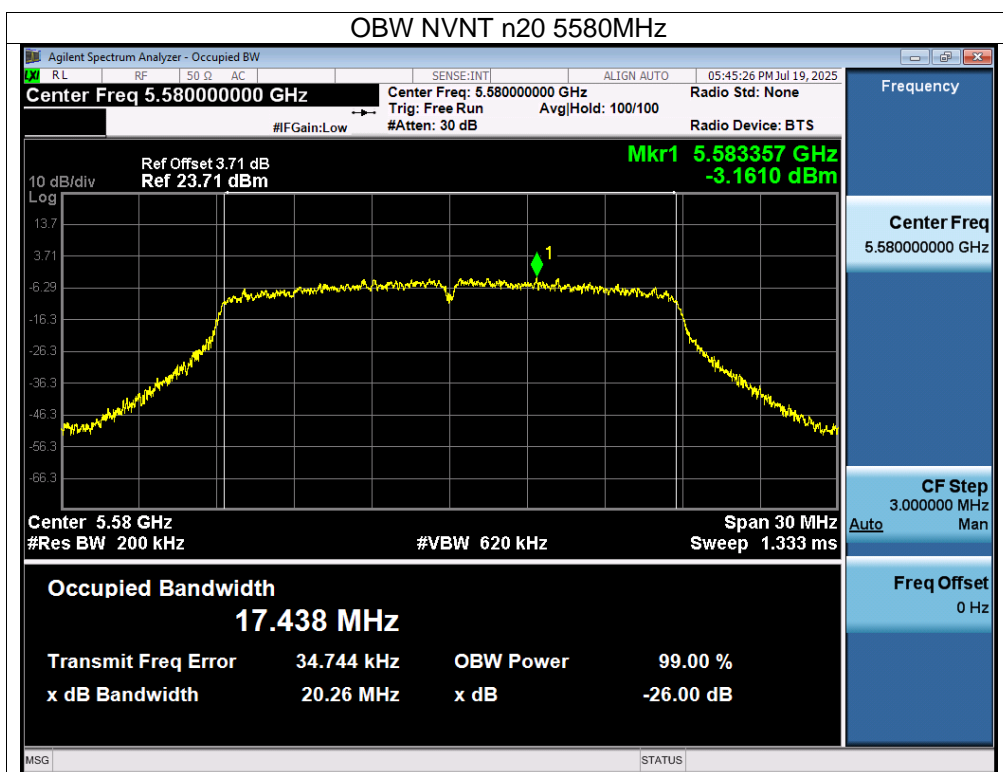 OBW NVNT n20 5580MHz
Agilent Spectrum Analyzer - Occupied BW
LXI RL RF 50 Ω AC SENSE:INT ALIGN AUTO 05:45:26 PM Jul 19, 2025
Center Freq 5.580000000 GHz
Center Freq: 5.580000000 GHz
Radio Std: None
Trig: Free Run Avg|Hold: 100/100
#IFGain:Low #Atten: 30 dB Radio Device: BTS
Ref Offset 3.71 dB
Mkr1 5.583357 GHz
10 dB/div Ref 23.71 dBm
-3.1610 dBm
Log
13.7
1
3.71
-6.29
-16.3
-26.3
-36.3
-46.3
-56.3
-66.3
Center 5.58 GHz Span 30 MHz
#Res BW 200 kHz #VBW 620 kHz Sweep 1.333 ms
Occupied Bandwidth
17.438 MHz
Transmit Freq Error 34.744 kHz OBW Power 99.00 %
x dB Bandwidth 20.26 MHz x dB -26.00 dB
MSG STATUS
Frequency
Center Freq
5.580000000 GHz
CF Step
3.000000 MHz
Auto Man
Freq Offset
0 Hz